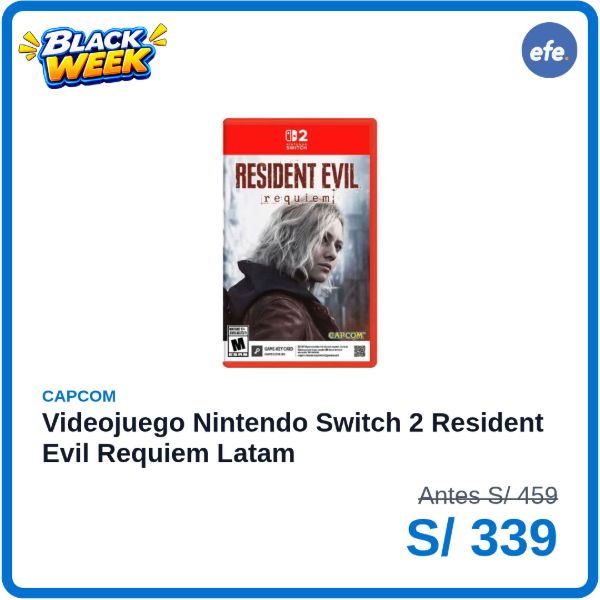 BLACK
WEEK
efe.
2
NINTENDO
SWITCH
RESIDENT EVIL
requiem
CAPCOM
M
ESRB
GAME-KEY CARD
CAPCOM
Videojuego Nintendo Switch 2 Resident
Evil Requiem Latam
Antes S/ 459
S/ 339